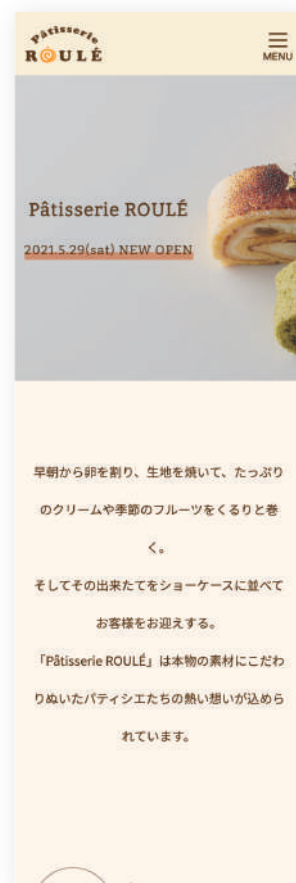 Pâtisserie
ROULÉ
MENU
Pâtisserie ROULÉ
2021.5.29(sat) NEW OPEN
早朝から卵を割り、生地を焼いて、たっぷり
のクリームや季節のフルーツをくるりと巻
く。
そしてその出来たてをショーケースに並べて
お客様をお迎えする。
「Pâtisserie ROULÉ」は本物の素材にこだわ
りぬいたパティシエたちの熱い想いが込めら
れています。